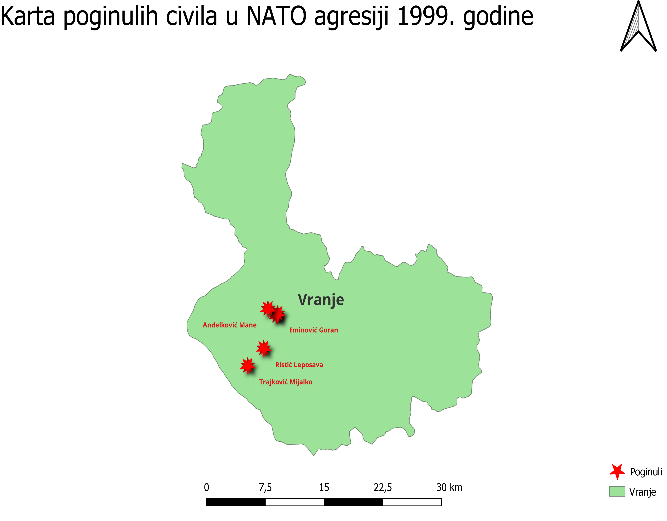 Karta poginulih civila u NATO agresiji 1999. godine
Vranje
Anđelković Mane
Eminović Goran
Ristić Leposava
Trajković Mijalko
0 7,5 15 22,5 30 km
Poginuli
Vranje